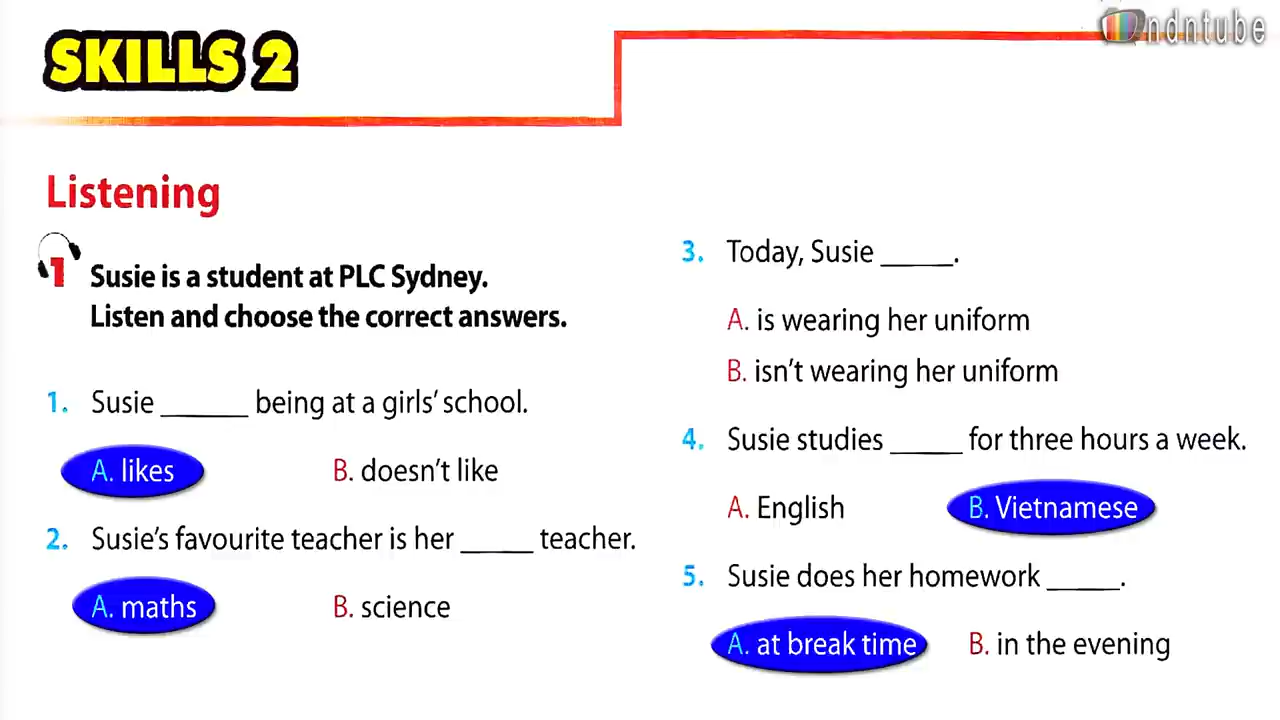 ndntube
SKILLS 2
Listening
1 Susie is a student at PLC Sydney.
Listen and choose the correct answers.
1. Susie ______ being at a girls' school.
A. likes B. doesn't like
2. Susie's favourite teacher is her _____ teacher.
A. maths B. science
3. Today, Susie _____.
A. is wearing her uniform
B. isn't wearing her uniform
4. Susie studies _____ for three hours a week.
A. English B. Vietnamese
5. Susie does her homework _____.
A. at break time B. in the evening